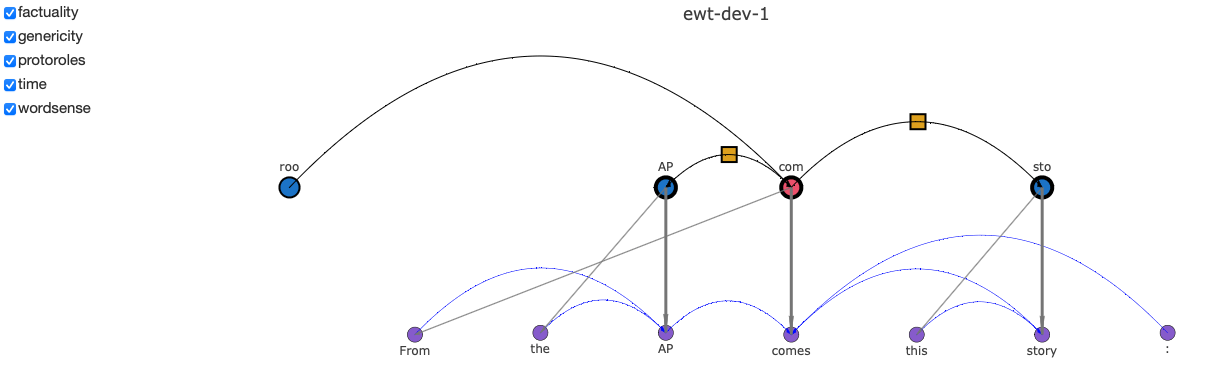 factuality
genericity
protoroles
time
wordsense
ewt-dev-1
roo AP com sto
From the AP comes this story :